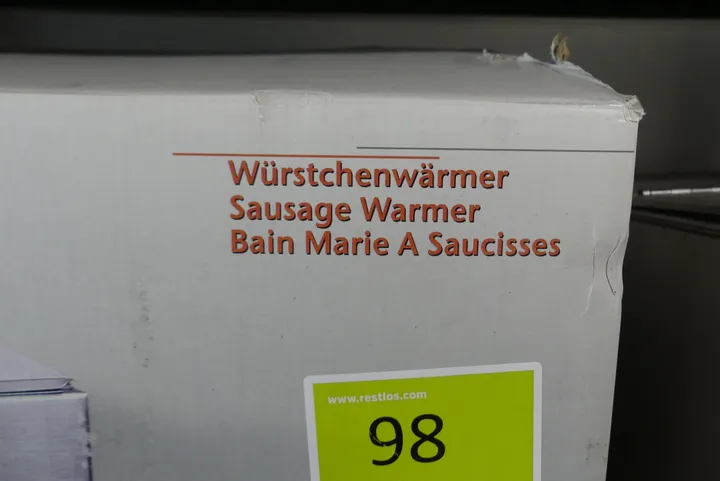 Würstchenwärmer
Sausage Warmer
Bain Marie A Saucisses
www.restlos.com
98